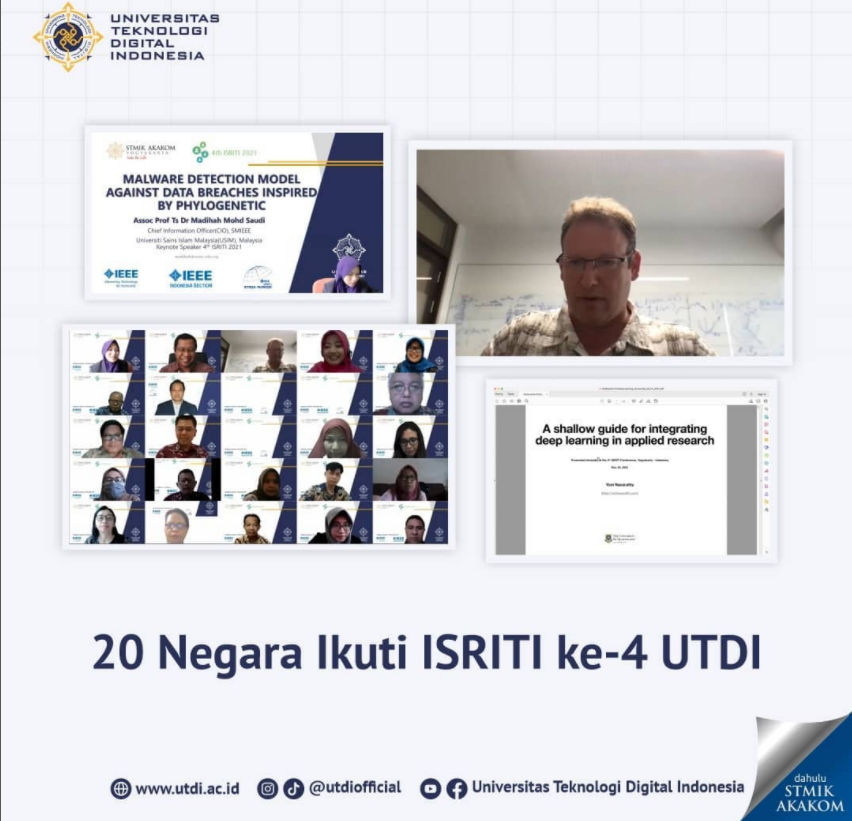 UNIVERSITAS
TEKNOLOGI
DIGITAL
INDONESIA
STMIK AKAKOM
YOGYAKARTA
4th ISRITI 2021
MALWARE DETECTION MODEL
AGAINST DATA BREACHES INSPIRED
BY PHYLOGENETIC
Assoc Prof Ts Dr Madihah Mohd Saudi
Chief Information Officer(CIO), SMIEEE
Universiti Sains Islam Malaysia(USIM), Malaysia
Keynote Speaker 4th ISRITI 2021
IEEE
IEEE
INDONESIA SECTION
A shallow guide for integrating
deep learning in applied research
20 Negara Ikuti ISRITI ke-4 UTDI
www.utdi.ac.id @utdiofficial Universitas Teknologi Digital Indonesia
dahulu
STMIK
AKAKOM